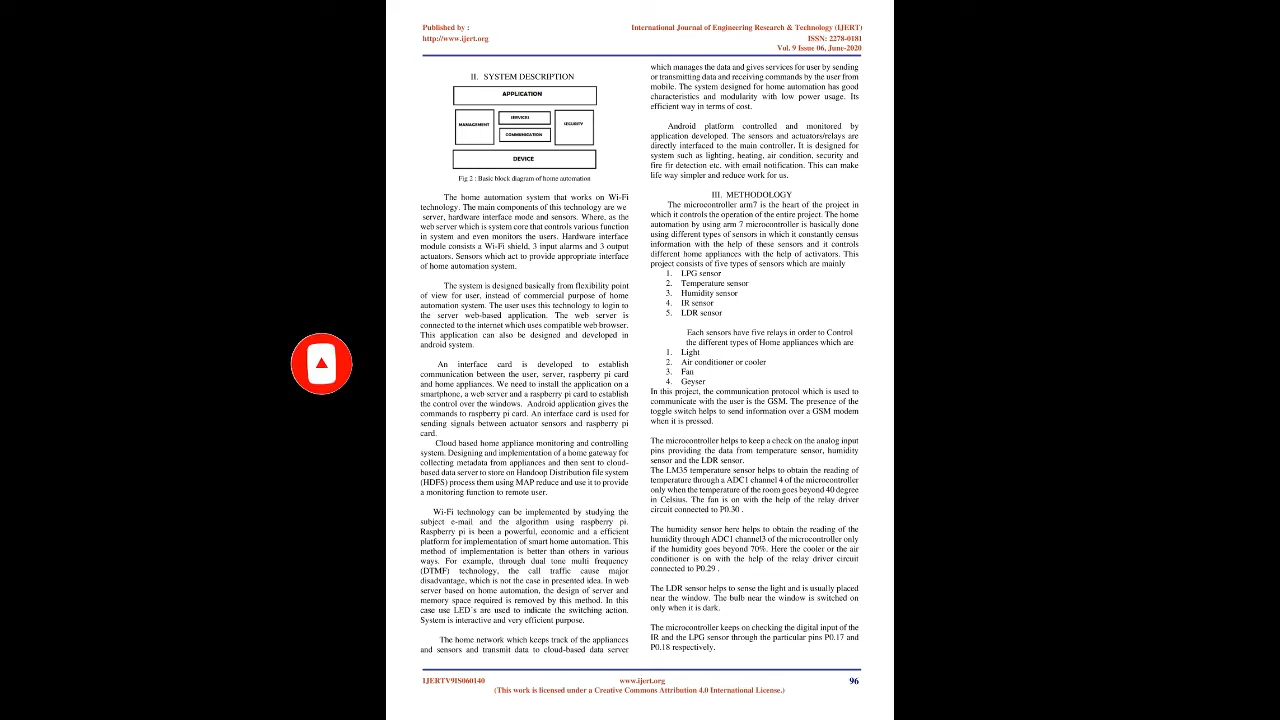 Published by :
http://www.ijert.org
International Journal of Engineering Research & Technology (IJERT)
ISSN: 2278-0181
Vol. 9 Issue 06, June-2020
II. SYSTEM DESCRIPTION
APPLICATION
MANAGEMENT
SERVICES
COMMUNICATION
SECURITY
DEVICE
Fig 2 : Basic block diagram of home automation
The home automation system that works on Wi-Fi
technology. The main components of this technology are we
server, hardware interface mode and sensors. Where, as the
web server which is system core that controls various function
in system and even monitors the users. Hardware interface
module consists a Wi-Fi shield, 3 input alarms and 3 output
actuators. Sensors which act to provide appropriate interface
of home automation system.
The system is designed basically from flexibility point
of view for user, instead of commercial purpose of home
automation system. The user uses this technology to login to
the server web-based application. The web server is
connected to the internet which uses compatible web browser.
This application can also be designed and developed in
android system.
An interface card is developed to establish
communication between the user, server, raspberry pi card
and home appliances. We need to install the application on a
smartphone, a web server and a raspberry pi card to establish
the control over the windows. Android application gives the
commands to raspberry pi card. An interface card is used for
sending signals between actuator sensors and raspberry pi
card.
Cloud based home appliance monitoring and controlling
system. Designing and implementation of a home gateway for
collecting metadata from appliances and then sent to cloud-
based data server to store on Handoop Distribution file system
(HDFS) process them using MAP reduce and use it to provide
a monitoring function to remote user.
Wi-Fi technology can be implemented by studying the
subject e-mail and the algorithm using raspberry pi.
Raspberry pi is been a powerful, economic and a efficient
platform for implementation of smart home automation. This
method of implementation is better than others in various
ways. For example, through dual tone multi frequency
(DTMF) technology, the call traffic cause major
disadvantage, which is not the case in presented idea. In web
server based on home automation, the design of server and
memory space required is removed by this method. In this
case use LED`s are used to indicate the switching action.
System is interactive and very efficient purpose.
The home network which keeps track of the appliances
and sensors and transmit data to cloud-based data server
which manages the data and gives services for user by sending
or transmitting data and receiving commands by the user from
mobile. The system designed for home automation has good
characteristics and modularity with low power usage. Its
efficient way in terms of cost.
Android platform controlled and monitored by
application developed. The sensors and actuators/relays are
directly interfaced to the main controller. It is designed for
system such as lighting, heating, air condition, security and
fire fir detection etc. with email notification. This can make
life way simpler and reduce work for us.
III. METHODOLOGY
The microcontroller arm7 is the heart of the project in
which it controls the operation of the entire project. The home
automation by using arm 7 microcontroller is basically done
using different types of sensors in which it constantly census
information with the help of these sensors and it controls
different home appliances with the help of activators. This
project consists of five types of sensors which are mainly
1. LPG sensor
2. Temperature sensor
3. Humidity sensor
4. IR sensor
5. LDR sensor
Each sensors have five relays in order to Control
the different types of Home appliances which are
1. Light
2. Air conditioner or cooler
3. Fan
4. Geyser
In this project, the communication protocol which is used to
communicate with the user is the GSM. The presence of the
toggle switch helps to send information over a GSM modem
when it is pressed.
The microcontroller helps to keep a check on the analog input
pins providing the data from temperature sensor, humidity
sensor and the LDR sensor.
The LM35 temperature sensor helps to obtain the reading of
temperature through a ADC1 channel 4 of the microcontroller
only when the temperature of the room goes beyond 40 degree
in Celsius. The fan is on with the help of the relay driver
circuit connected to P0.30 .
The humidity sensor here helps to obtain the reading of the
humidity through ADC1 channel3 of the microcontroller only
if the humidity goes beyond 70%. Here the cooler or the air
conditioner is on with the help of the relay driver circuit
connected to P0.29 .
The LDR sensor helps to sense the light and is usually placed
near the window. The bulb near the window is switched on
only when it is dark.
The microcontroller keeps on checking the digital input of the
IR and the LPG sensor through the particular pins P0.17 and
P0.18 respectively.
IJERTV9IS060140
www.ijert.org
96
(This work is licensed under a Creative Commons Attribution 4.0 International License.)